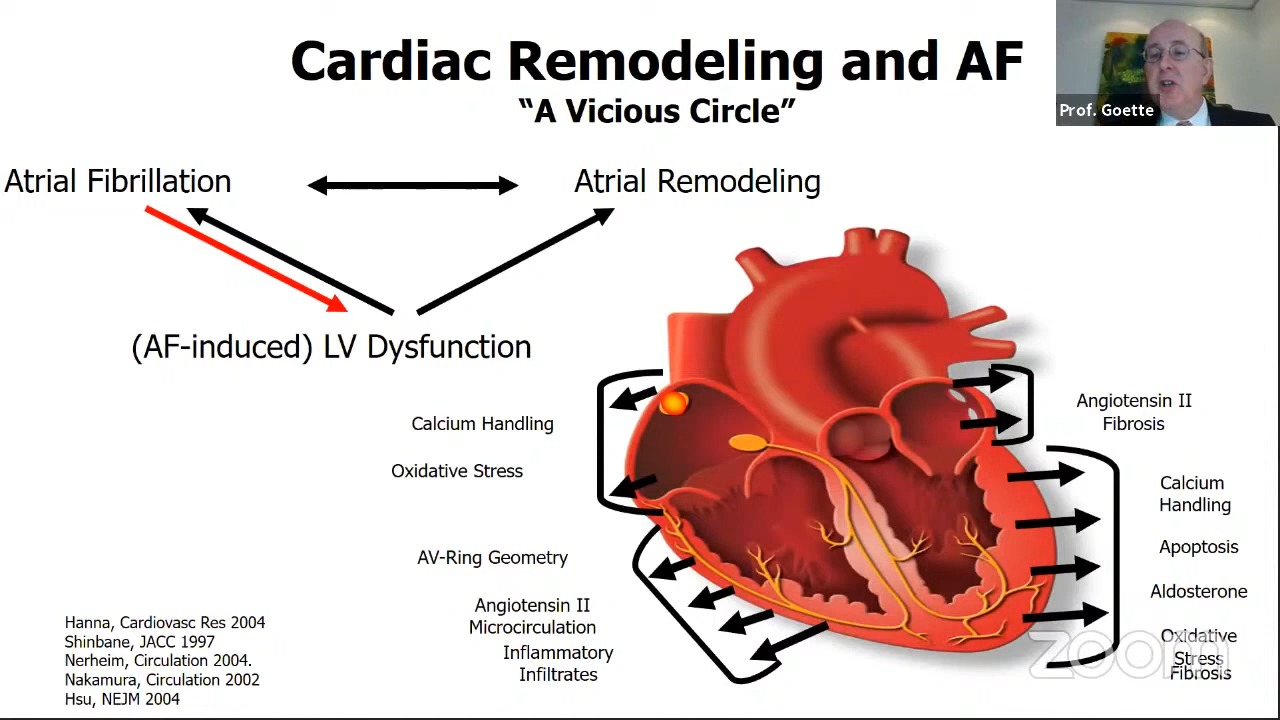 Cardiac Remodeling and AF
“A Vicious Circle”
Prof. Goette
Atrial Fibrillation
Atrial Remodeling
(AF-induced) LV Dysfunction
Calcium Handling
Oxidative Stress
AV-Ring Geometry
Angiotensin II
Microcirculation
Inflammatory
Infiltrates
Angiotensin II
Fibrosis
Calcium
Handling
Apoptosis
Aldosterone
Oxidative
Stress
Fibrosis
Hanna, Cardiovasc Res 2004
Shinbane, JACC 1997
Nerheim, Circulation 2004.
Nakamura, Circulation 2002
Hsu, NEJM 2004
zoom